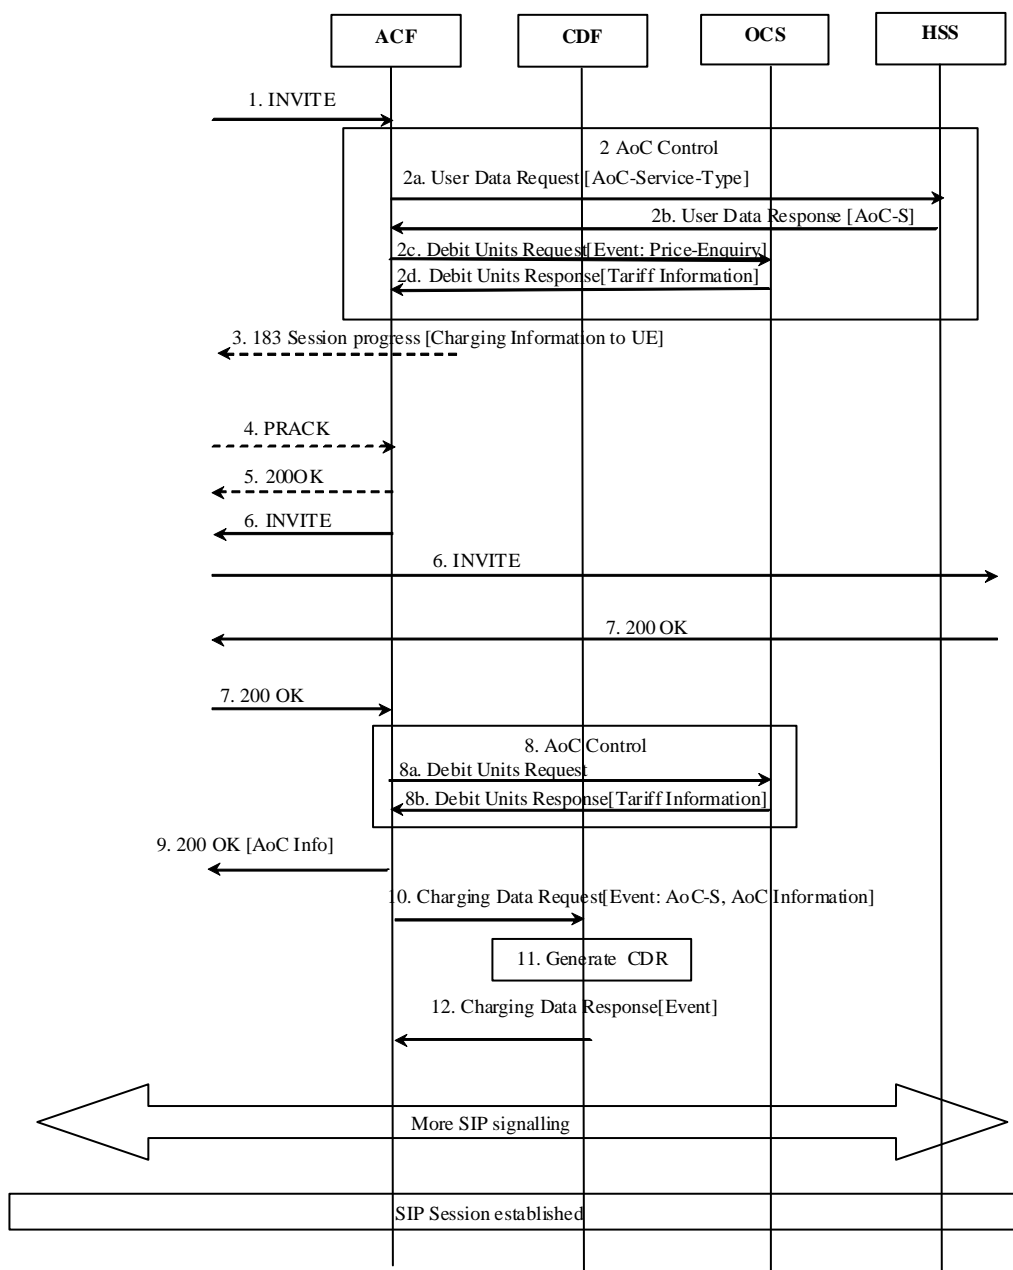 ACF
CDF
OCS
HSS
1. INVITE
2 AoC Control
2a. User Data Request [AoC-Service-Type]
2b. User Data Response [AoC-S]
2c. Debit Units Request[Event: Price-Enquiry]
2d. Debit Units Response[Tariff Information]
3. 183 Session progress [Charging Information to UE]
4. PRACK
5. 200OK
6. INVITE
6. INVITE
7. 200 OK
7. 200 OK
8. AoC Control
8a. Debit Units Request
8b. Debit Units Response[Tariff Information]
9. 200 OK [AoC Info]
10. Charging Data Request[Event: AoC-S, AoC Information]
11. Generate CDR
12. Charging Data Response[Event]
More SIP signalling
SIP Session established